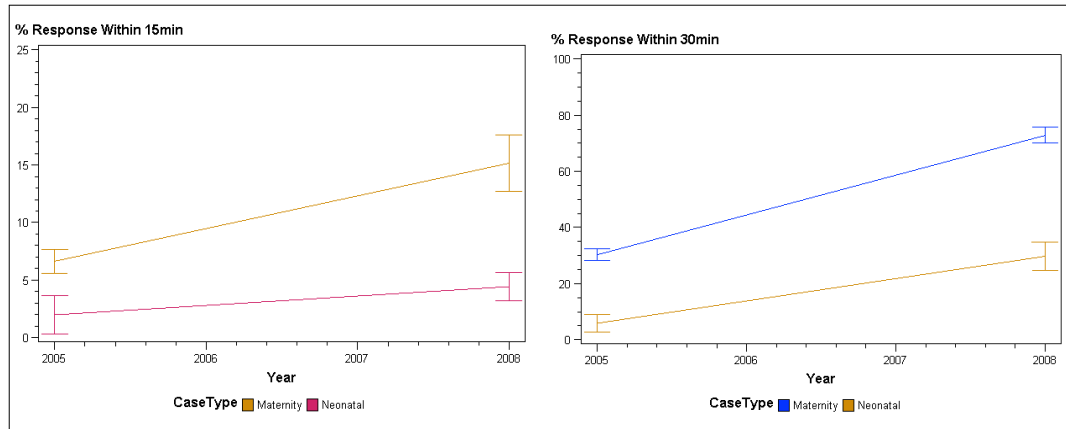 % Response Within 15min
25
20
15
10
5
0
2005 2006 2007 2008
Year
CaseType Maternity Neonatal
% Response Within 30min
100
80
60
40
20
0
2005 2006 2007 2008
Year
CaseType Maternity Neonatal